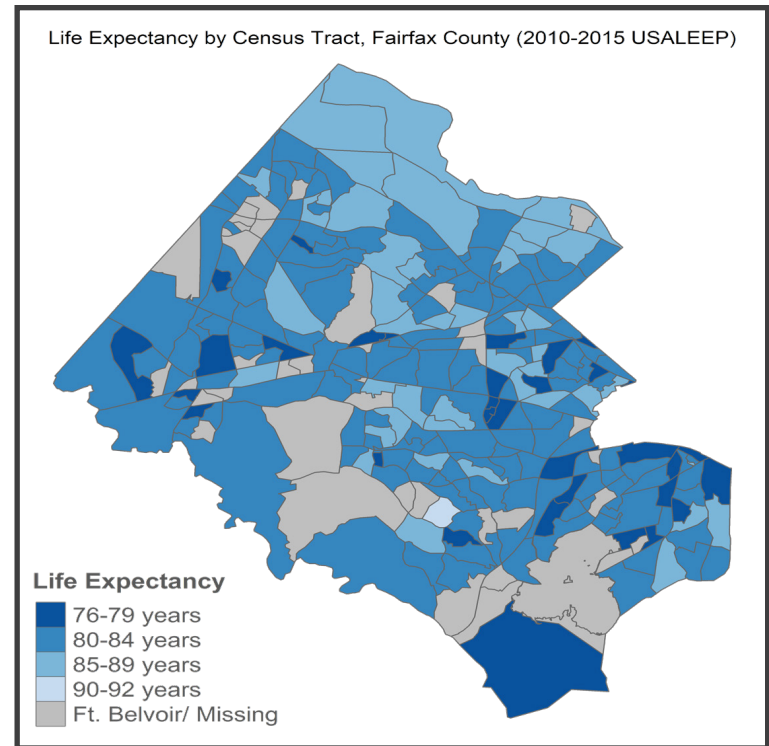 Life Expectancy by Census Tract, Fairfax County (2010-2015 USALEEP)
Life Expectancy
76-79 years
80-84 years
85-89 years
90-92 years
Ft. Belvoir/ Missing